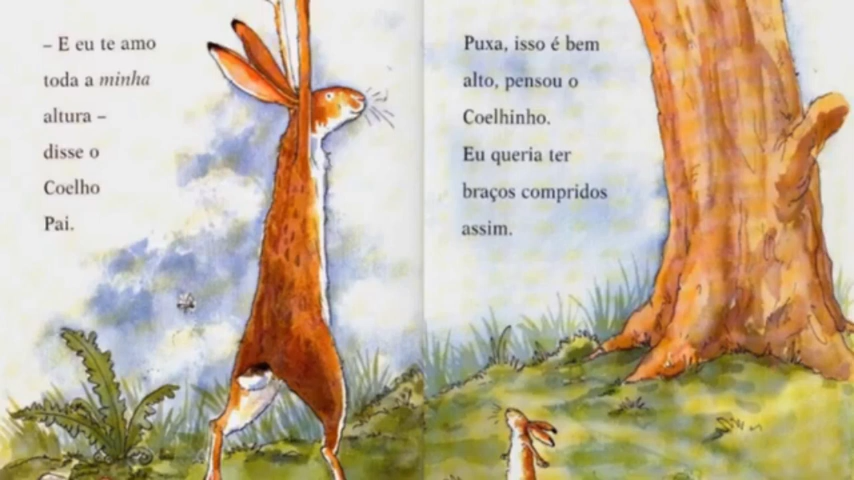 – E eu te amo
toda a minha
altura –
disse o
Coelho
Pai.
Puxa, isso é bem
alto, pensou o
Coelhinho.
Eu queria ter
braços compridos
assim.